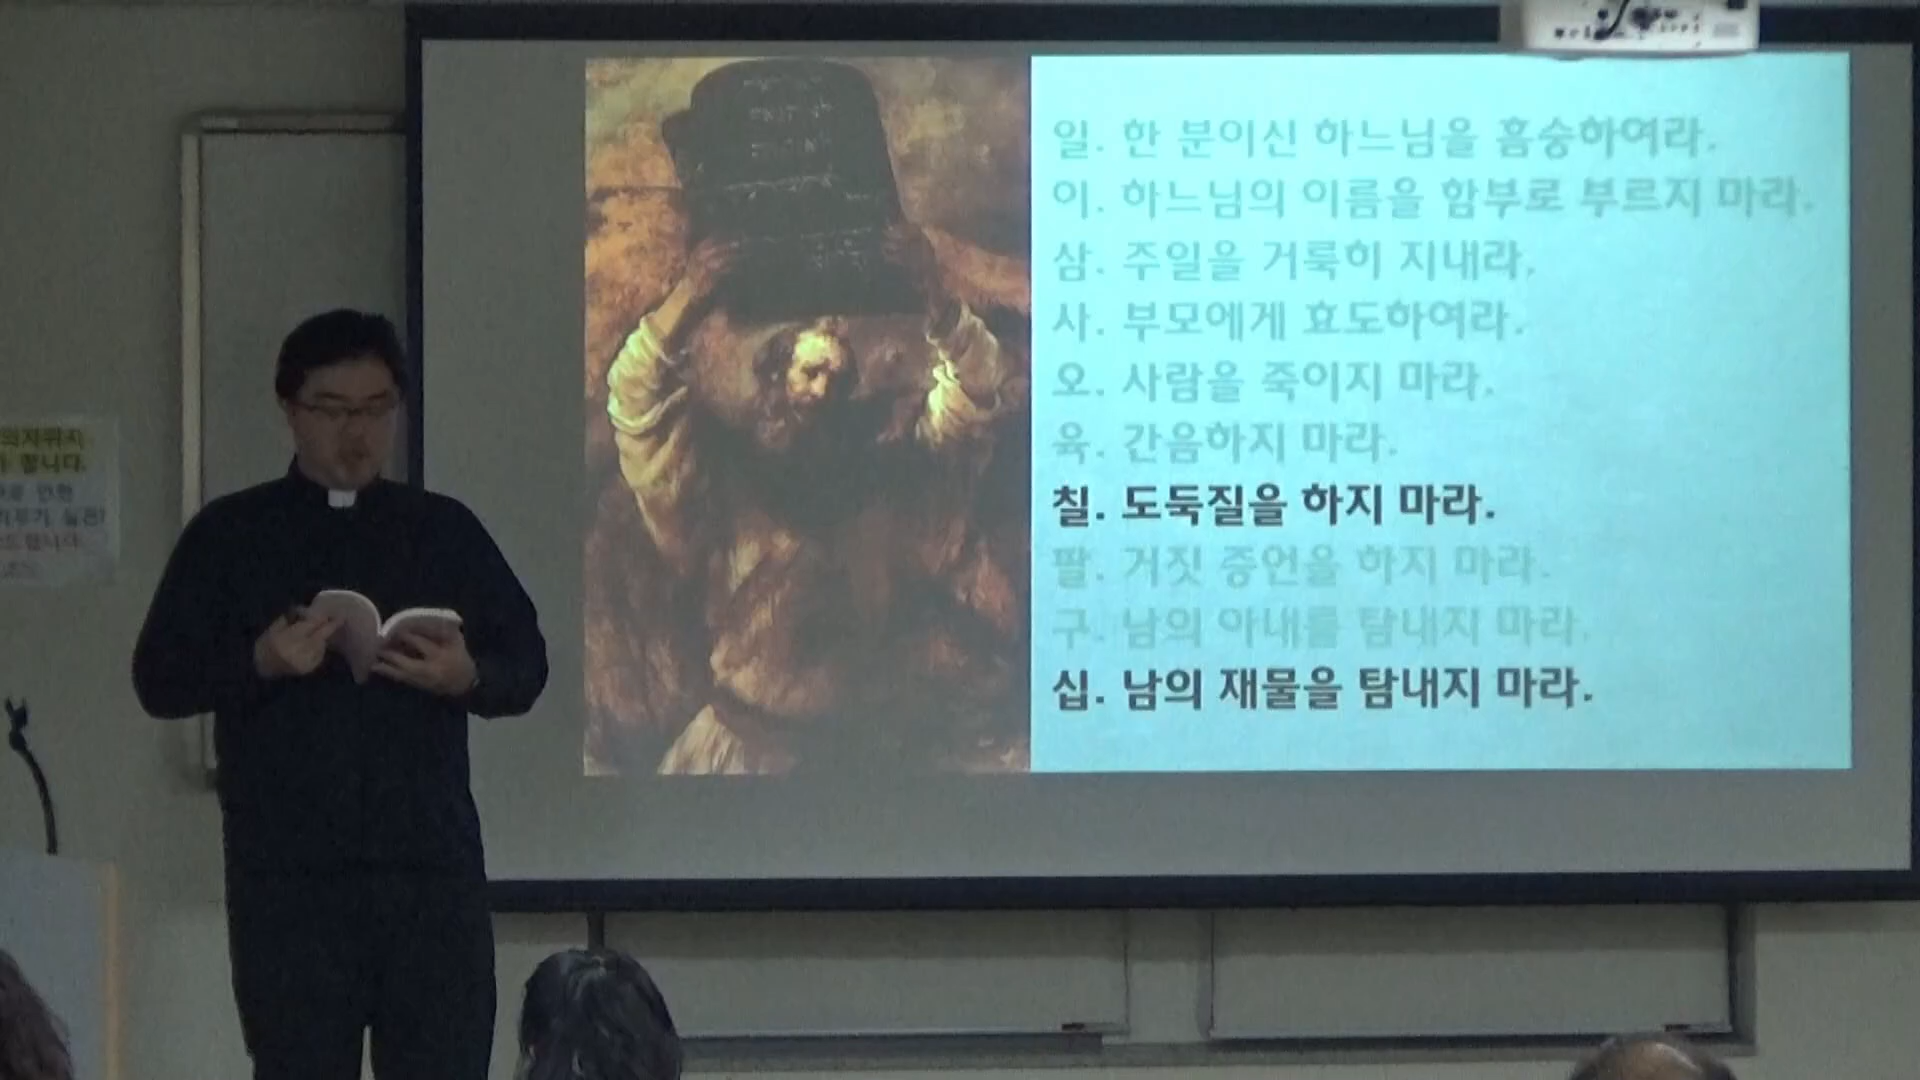 일. 한 분이신 하느님을 흠숭하여라.
이. 하느님의 이름을 함부로 부르지 마라.
삼. 주일을 거룩히 지내라.
사. 부모에게 효도하여라.
오. 사람을 죽이지 마라.
육. 간음하지 마라.
칠. 도둑질을 하지 마라.
팔. 거짓 증언을 하지 마라.
구. 남의 아내를 탐내지 마라.
십. 남의 재물을 탐내지 마라.
합니다.